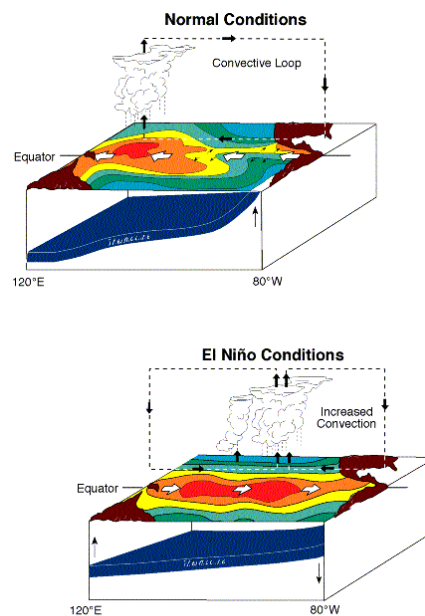 Normal Conditions
Convective Loop
Equator
120°E
80°W
El Niño Conditions
Increased
Convection
Equator
120°E
80°W